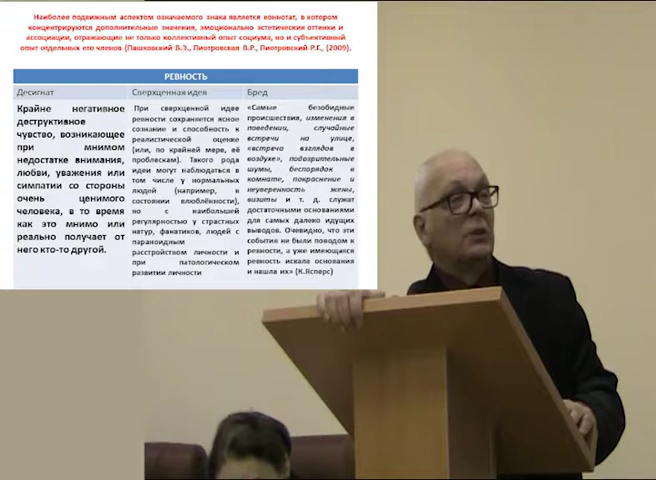 Наиболее подвижным аспектом означаемого знака является коннотат, в котором
концентрируются дополнительные значения, эмоционально эстетические оттенки и
ассоциации, отражающие не только коллективный опыт социума, но и субъективный
опыт отдельных его членов (Пашковский В.Э., Пиотровская В.Р., Пиотровский Р.Г., (2009).
РЕВНОСТЬ
Десигнат
Крайне негативное
деструктивное
чувство, возникающее
при мнимом
недостатке внимания,
любви, уважения или
симпатии со стороны
очень ценимого
человека, в то время
как это мнимо или
реально получает от
него кто-то другой.
Сверхценная идея
При сверхценной идее
ревности сохраняется ясное
сознание и способность к
реалистической оценке
(или, по крайней мере, её
проблескам). Такого рода
идеи могут наблюдаться в
том числе у нормальных
людей (например, в
состоянии влюблённости),
но с наибольшей
регулярностью у страстных
натур, фанатиков, людей с
параноидным
расстройством личности и
при патологическом
развитии личности
Бред
«Самые безобидные
происшествия, изменения в
поведении, случайные
встречи на улице,
«встреча взглядов в
воздухе», подозрительные
шумы, беспорядок в
комнате, покраснение и
неуверенность жены,
визиты и т. д. служат
достаточными основаниями
для самых далеко идущих
выводов. Очевидно, что эти
события не были поводом к
ревности, а уже имеющаяся
ревность искала основания
и нашла их» (К.Ясперс)